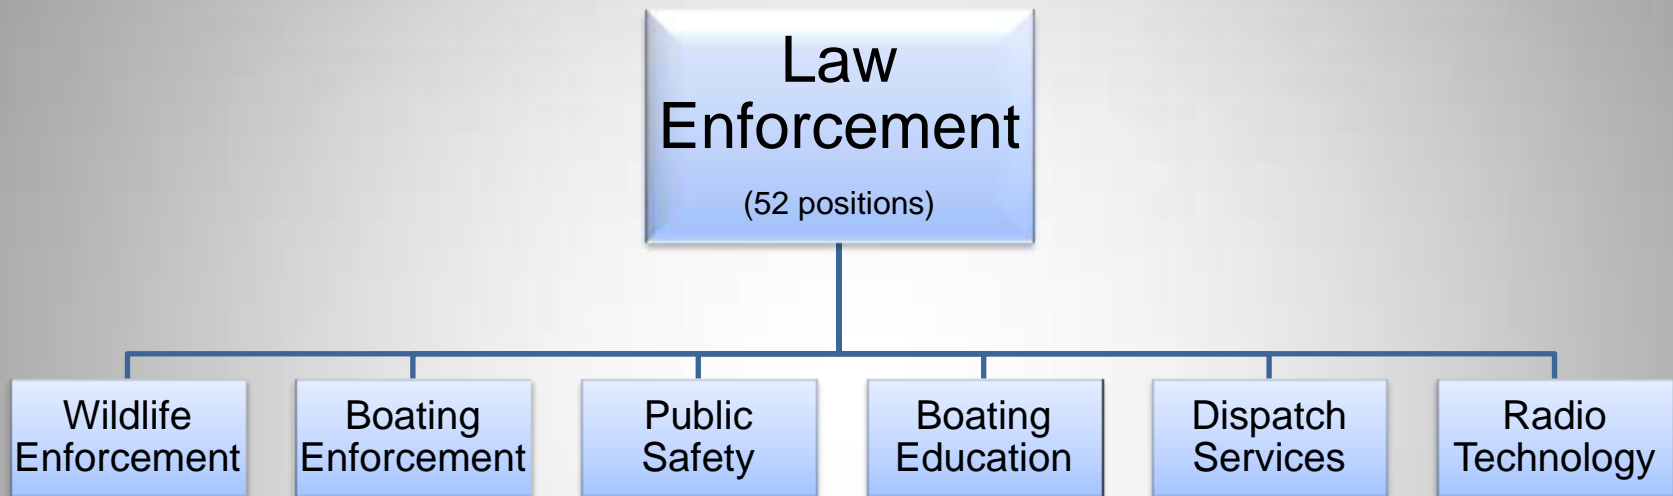 Law
Enforcement
(52 positions)
Wildlife
Enforcement
Boating
Enforcement
Public
Safety
Boating
Education
Dispatch
Services
Radio
Technology